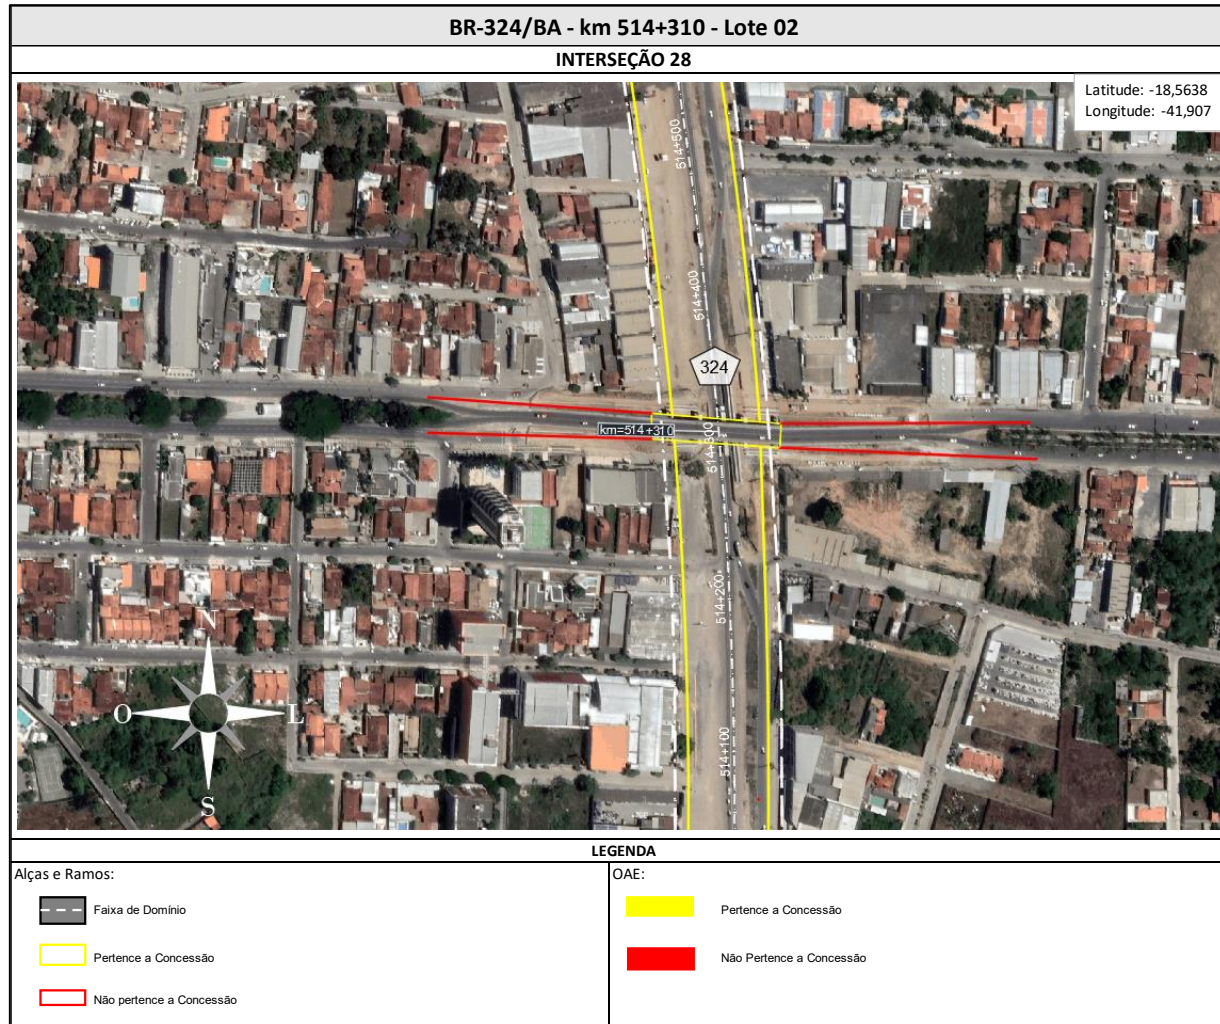 BR-324/BA - km 514+310 - Lote 02
INTERSEÇÃO 28
Latitude: -18,5638
Longitude: -41,907
514+500
514+400
324
km=514+310
514+300
514+200
514+100
N
O
L
S
LEGENDA
Alças e Ramos:
Faixa de Domínio
Pertence a Concessão
Não pertence a Concessão
OAE:
Pertence a Concessão
Não Pertence a Concessão